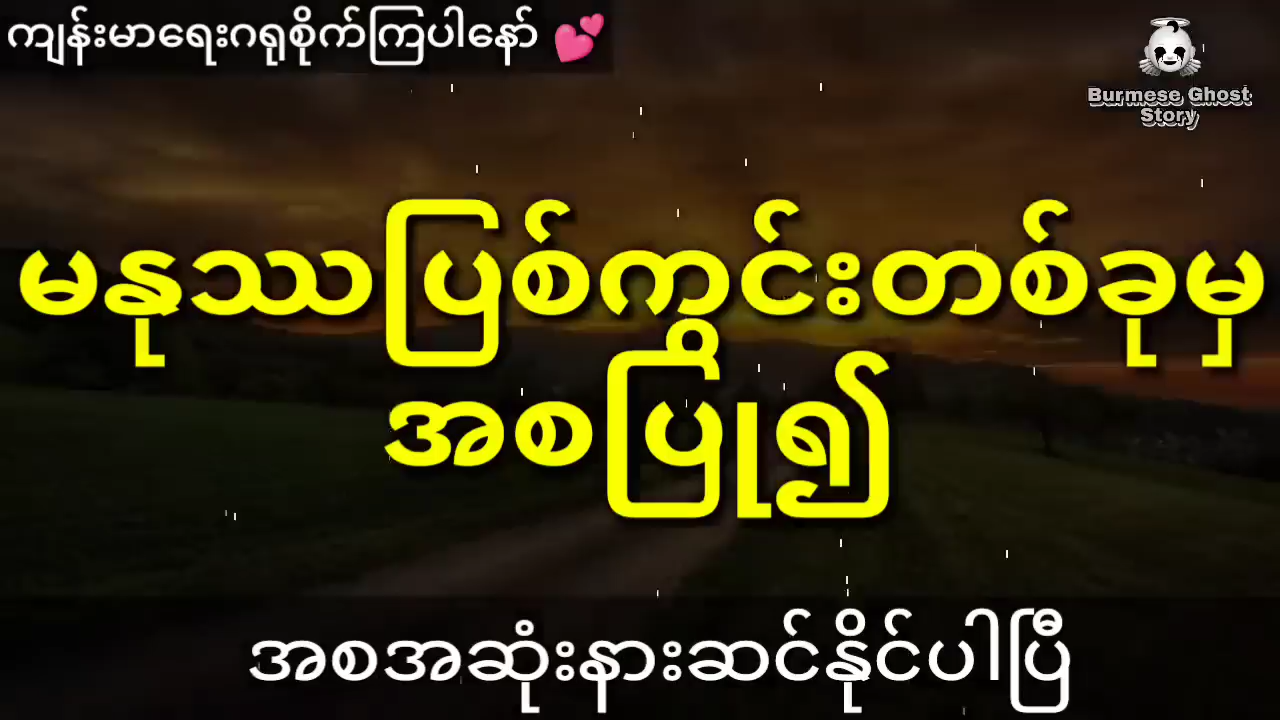 ကျန်းမာရေးဂရုစိုက်ကြပါနော် 💕
Burmese Ghost
Story
မနုဿပြစ်ကွင်းတစ်ခုမှ
အစပြု၍
အစအဆုံးနားဆင်နိုင်ပါပြီ